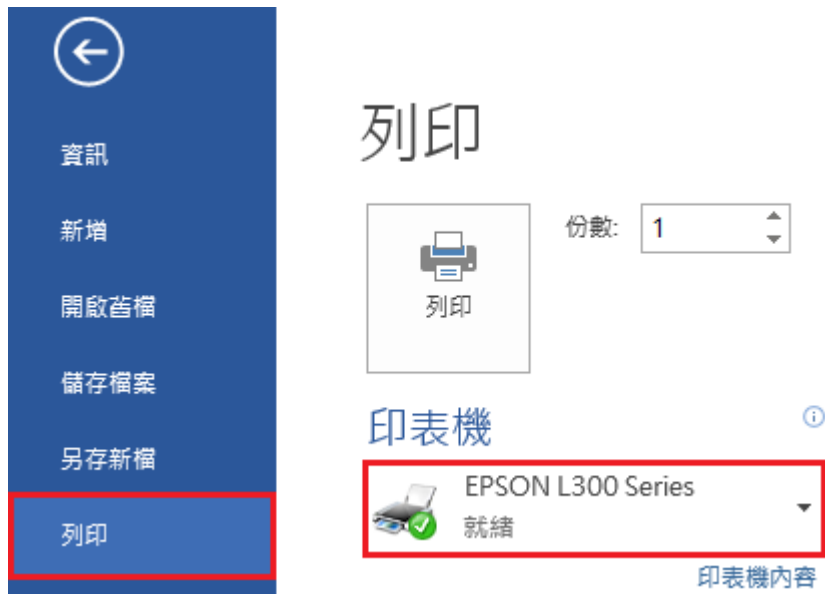 資訊
新增
開啟舊檔
儲存檔案
另存新檔
列印
列印
份數: 1
列印
印表機
EPSON L300 Series
就緒
印表機內容